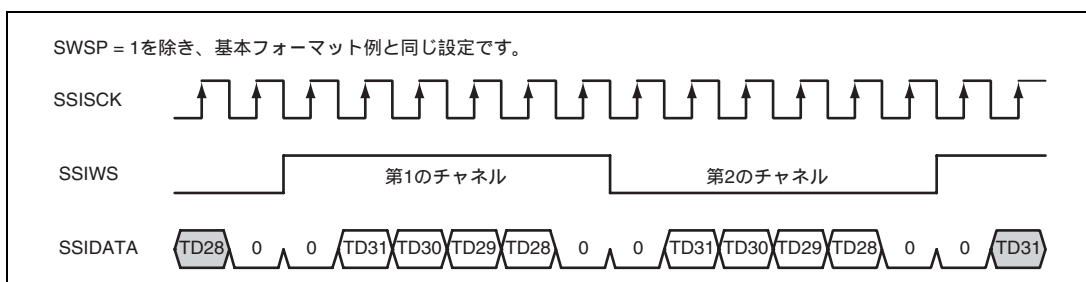 SWSP = 1を除き、基本フォーマット例と同じ設定です。
SSISCK
SSIWS 第1のチャネル 第2のチャネル
SSIDATA TD28 0 0 TD31 TD30 TD29 TD28 0 0 TD31 TD30 TD29 TD28 0 0 TD31